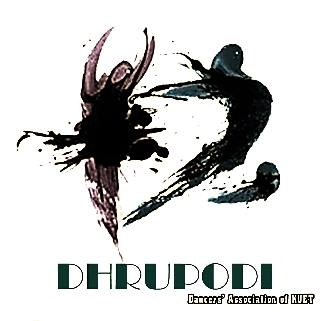 DHRUPODI
Dancers' Association of KUET